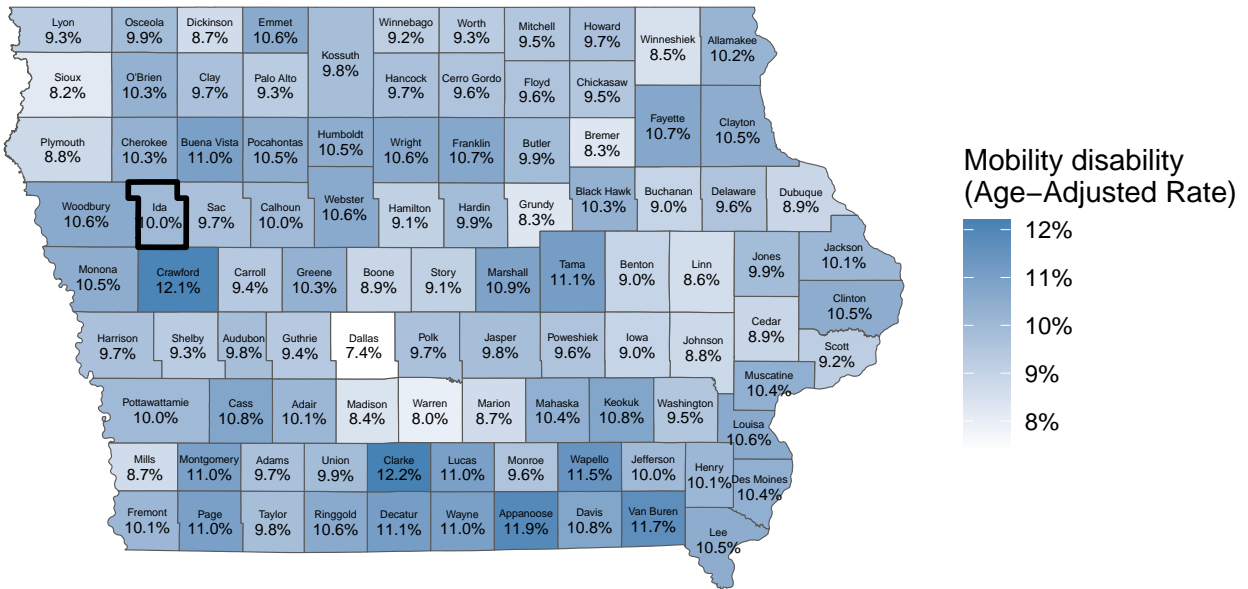 Lyon
9.3%
Osceola
9.9%
Dickinson
8.7%
Emmet
10.6%
Kossuth
9.8%
Winnebago
9.2%
Worth
9.3%
Mitchell
9.5%
Howard
9.7%
Winneshiek
8.5%
Allamakee
10.2%
Sioux
8.2%
O'Brien
10.3%
Clay
9.7%
Palo Alto
9.3%
Hancock
9.7%
Cerro Gordo
9.6%
Floyd
9.6%
Chickasaw
9.5%
Fayette
10.7%
Clayton
10.5%
Plymouth
8.8%
Cherokee
10.3%
Buena Vista
11.0%
Pocahontas
10.5%
Humboldt
10.5%
Wright
10.6%
Franklin
10.7%
Butler
9.9%
Bremer
8.3%
Woodbury
10.6%
Ida
10.0%
Sac
9.7%
Calhoun
10.0%
Webster
10.6%
Hamilton
9.1%
Hardin
9.9%
Grundy
8.3%
Black Hawk
10.3%
Buchanan
9.0%
Delaware
9.6%
Dubuque
8.9%
Monona
10.5%
Crawford
12.1%
Carroll
9.4%
Greene
10.3%
Boone
8.9%
Story
9.1%
Marshall
10.9%
Tama
11.1%
Benton
9.0%
Linn
8.6%
Jones
9.9%
Jackson
10.1%
Clinton
10.5%
Harrison
9.7%
Shelby
9.3%
Audubon
9.8%
Guthrie
9.4%
Dallas
7.4%
Polk
9.7%
Jasper
9.8%
Poweshiek
9.6%
Iowa
9.0%
Johnson
8.8%
Cedar
8.9%
Scott
9.2%
Muscatine
10.4%
Pottawattamie
10.0%
Cass
10.8%
Adair
10.1%
Madison
8.4%
Warren
8.0%
Marion
8.7%
Mahaska
10.4%
Keokuk
10.8%
Washington
9.5%
Louisa
10.6%
Mills
8.7%
Montgomery
11.0%
Adams
9.7%
Union
9.9%
Clarke
12.2%
Lucas
11.0%
Monroe
9.6%
Wapello
11.5%
Jefferson
10.0%
Henry
10.1%
Des Moines
10.4%
Fremont
10.1%
Page
11.0%
Taylor
9.8%
Ringgold
10.6%
Decatur
11.1%
Wayne
11.0%
Appanoose
11.9%
Davis
10.8%
Van Buren
11.7%
Lee
10.5%
Mobility disability
(Age−Adjusted Rate)
12%
11%
10%
9%
8%